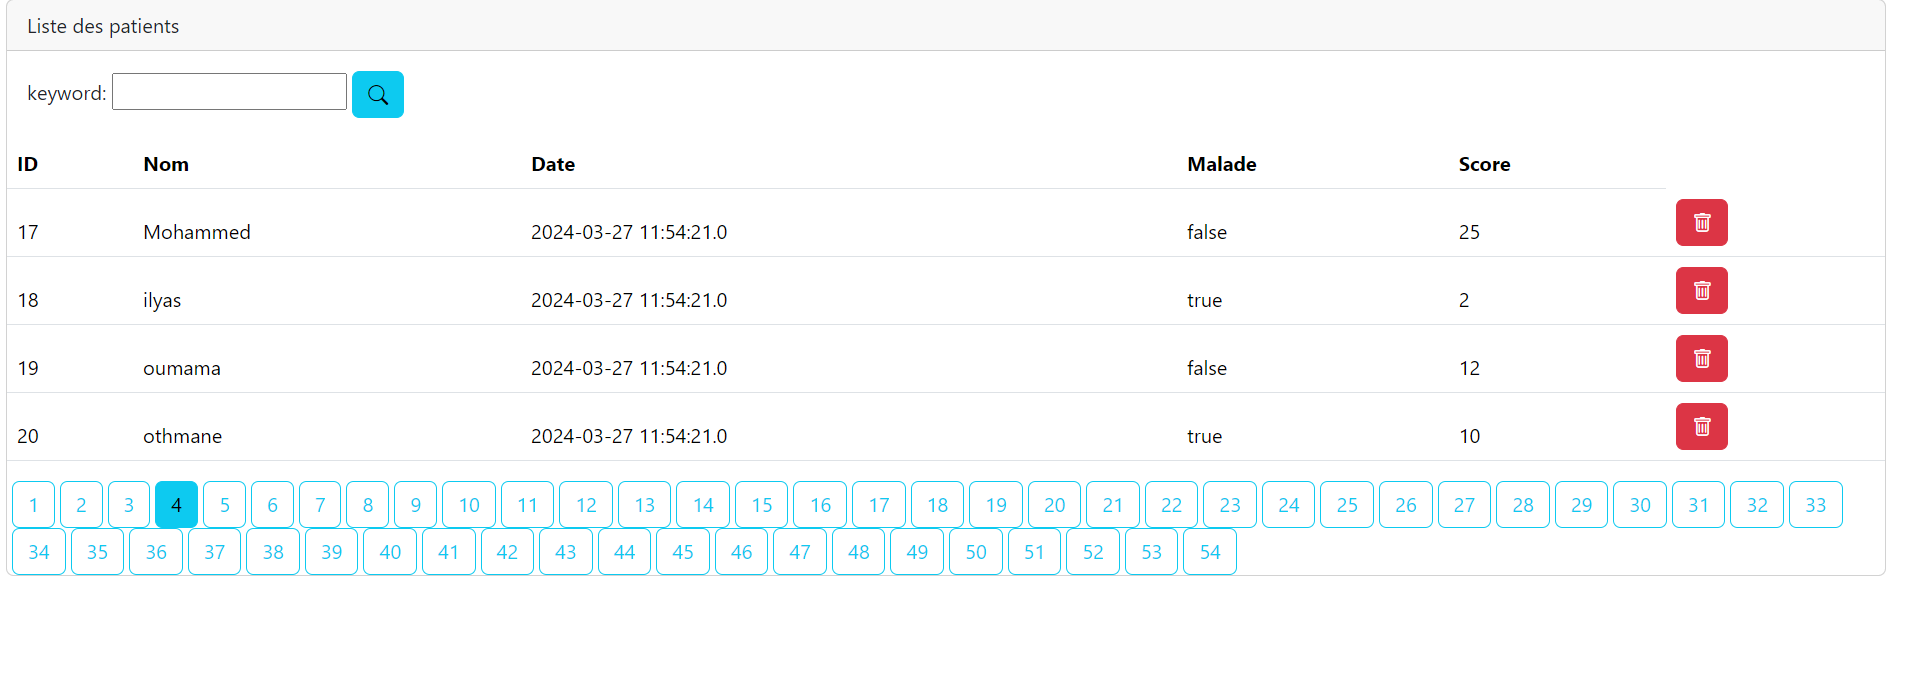 Liste des patients
keyword:
ID Nom Date Malade Score
17 Mohammed 2024-03-27 11:54:21.0 false 25
18 ilyas 2024-03-27 11:54:21.0 true 2
19 oumama 2024-03-27 11:54:21.0 false 12
20 othmane 2024-03-27 11:54:21.0 true 10
1 2 3 4 5 6 7 8 9 10 11 12 13 14 15 16 17 18 19 20 21 22 23 24 25 26 27 28 29 30 31 32 33
34 35 36 37 38 39 40 41 42 43 44 45 46 47 48 49 50 51 52 53 54